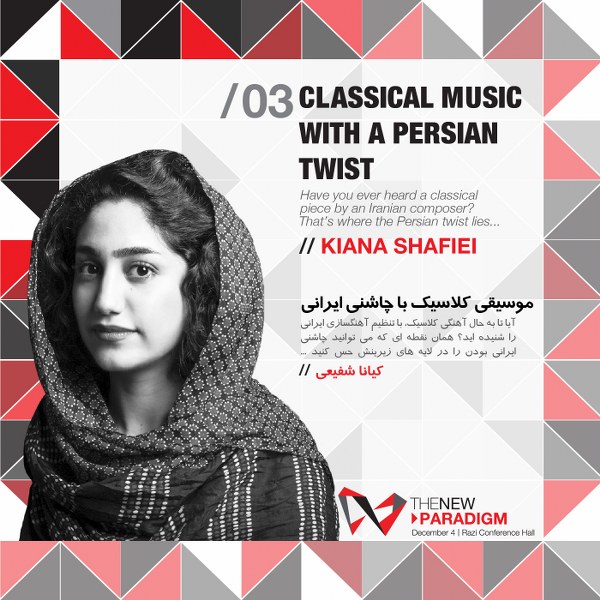 /03 CLASSICAL MUSIC
WITH A PERSIAN
TWIST
Have you ever heard a classical
piece by an Iranian composer?
That's where the Persian twist lies...
// KIANA SHAFIEI
موسیقی کلاسیک با چاشنی ایرانی
آیا تا به حال آهنگی کلاسیک، با تنظیم آهنگسازی ایرانی
را شنیده اید؟ همان نقطه ای که می توانید چاشنی
ایرانی بودن را در لایه های زیرینش حس کنید ...
// کیانا شفیعی
THENEW
PARADIGM
December 4 | Razi Conference Hall